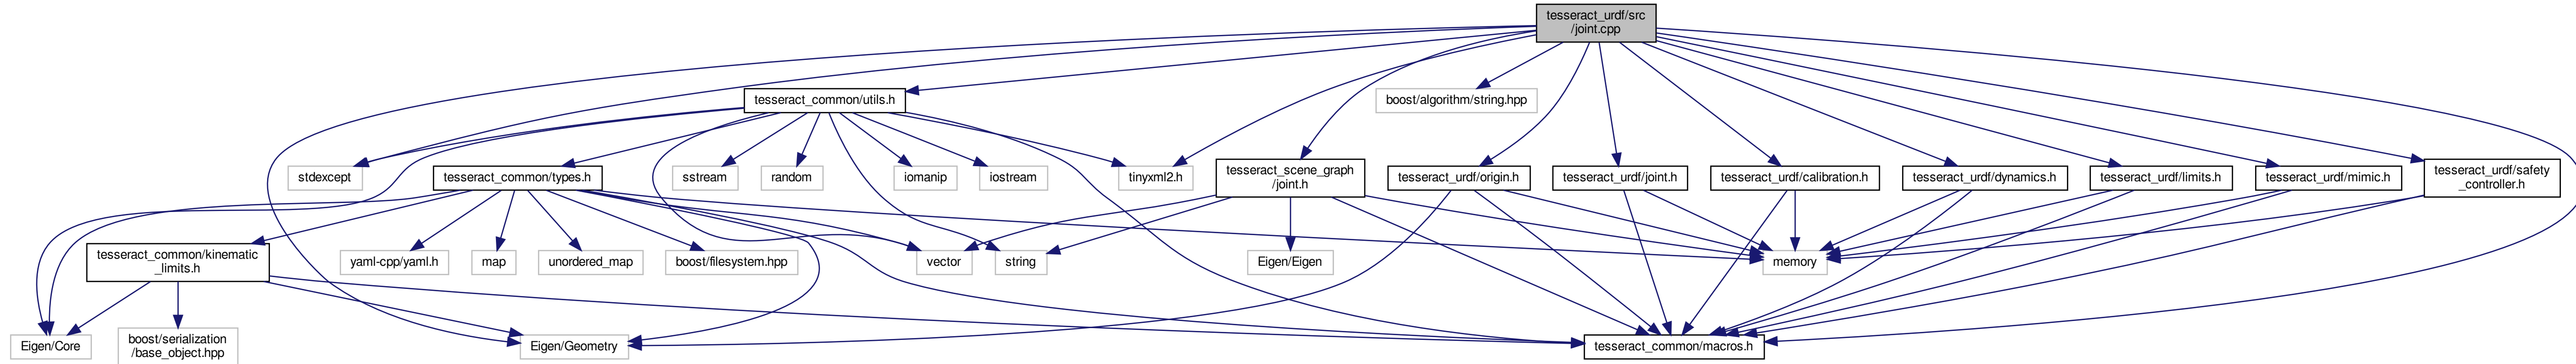 tesseract_urdf/src
/joint.cpp
tesseract_common/utils.h
boost/algorithm/string.hpp
stdexcept
tesseract_common/types.h
sstream
random
iomanip
iostream
tinyxml2.h
tesseract_scene_graph
/joint.h
tesseract_urdf/origin.h
tesseract_urdf/joint.h
tesseract_urdf/calibration.h
tesseract_urdf/dynamics.h
tesseract_urdf/limits.h
tesseract_urdf/mimic.h
tesseract_urdf/safety
_controller.h
tesseract_common/kinematic
_limits.h
yaml-cpp/yaml.h
map
unordered_map
boost/filesystem.hpp
vector
string
Eigen/Eigen
memory
Eigen/Core
boost/serialization
/base_object.hpp
Eigen/Geometry
tesseract_common/macros.h